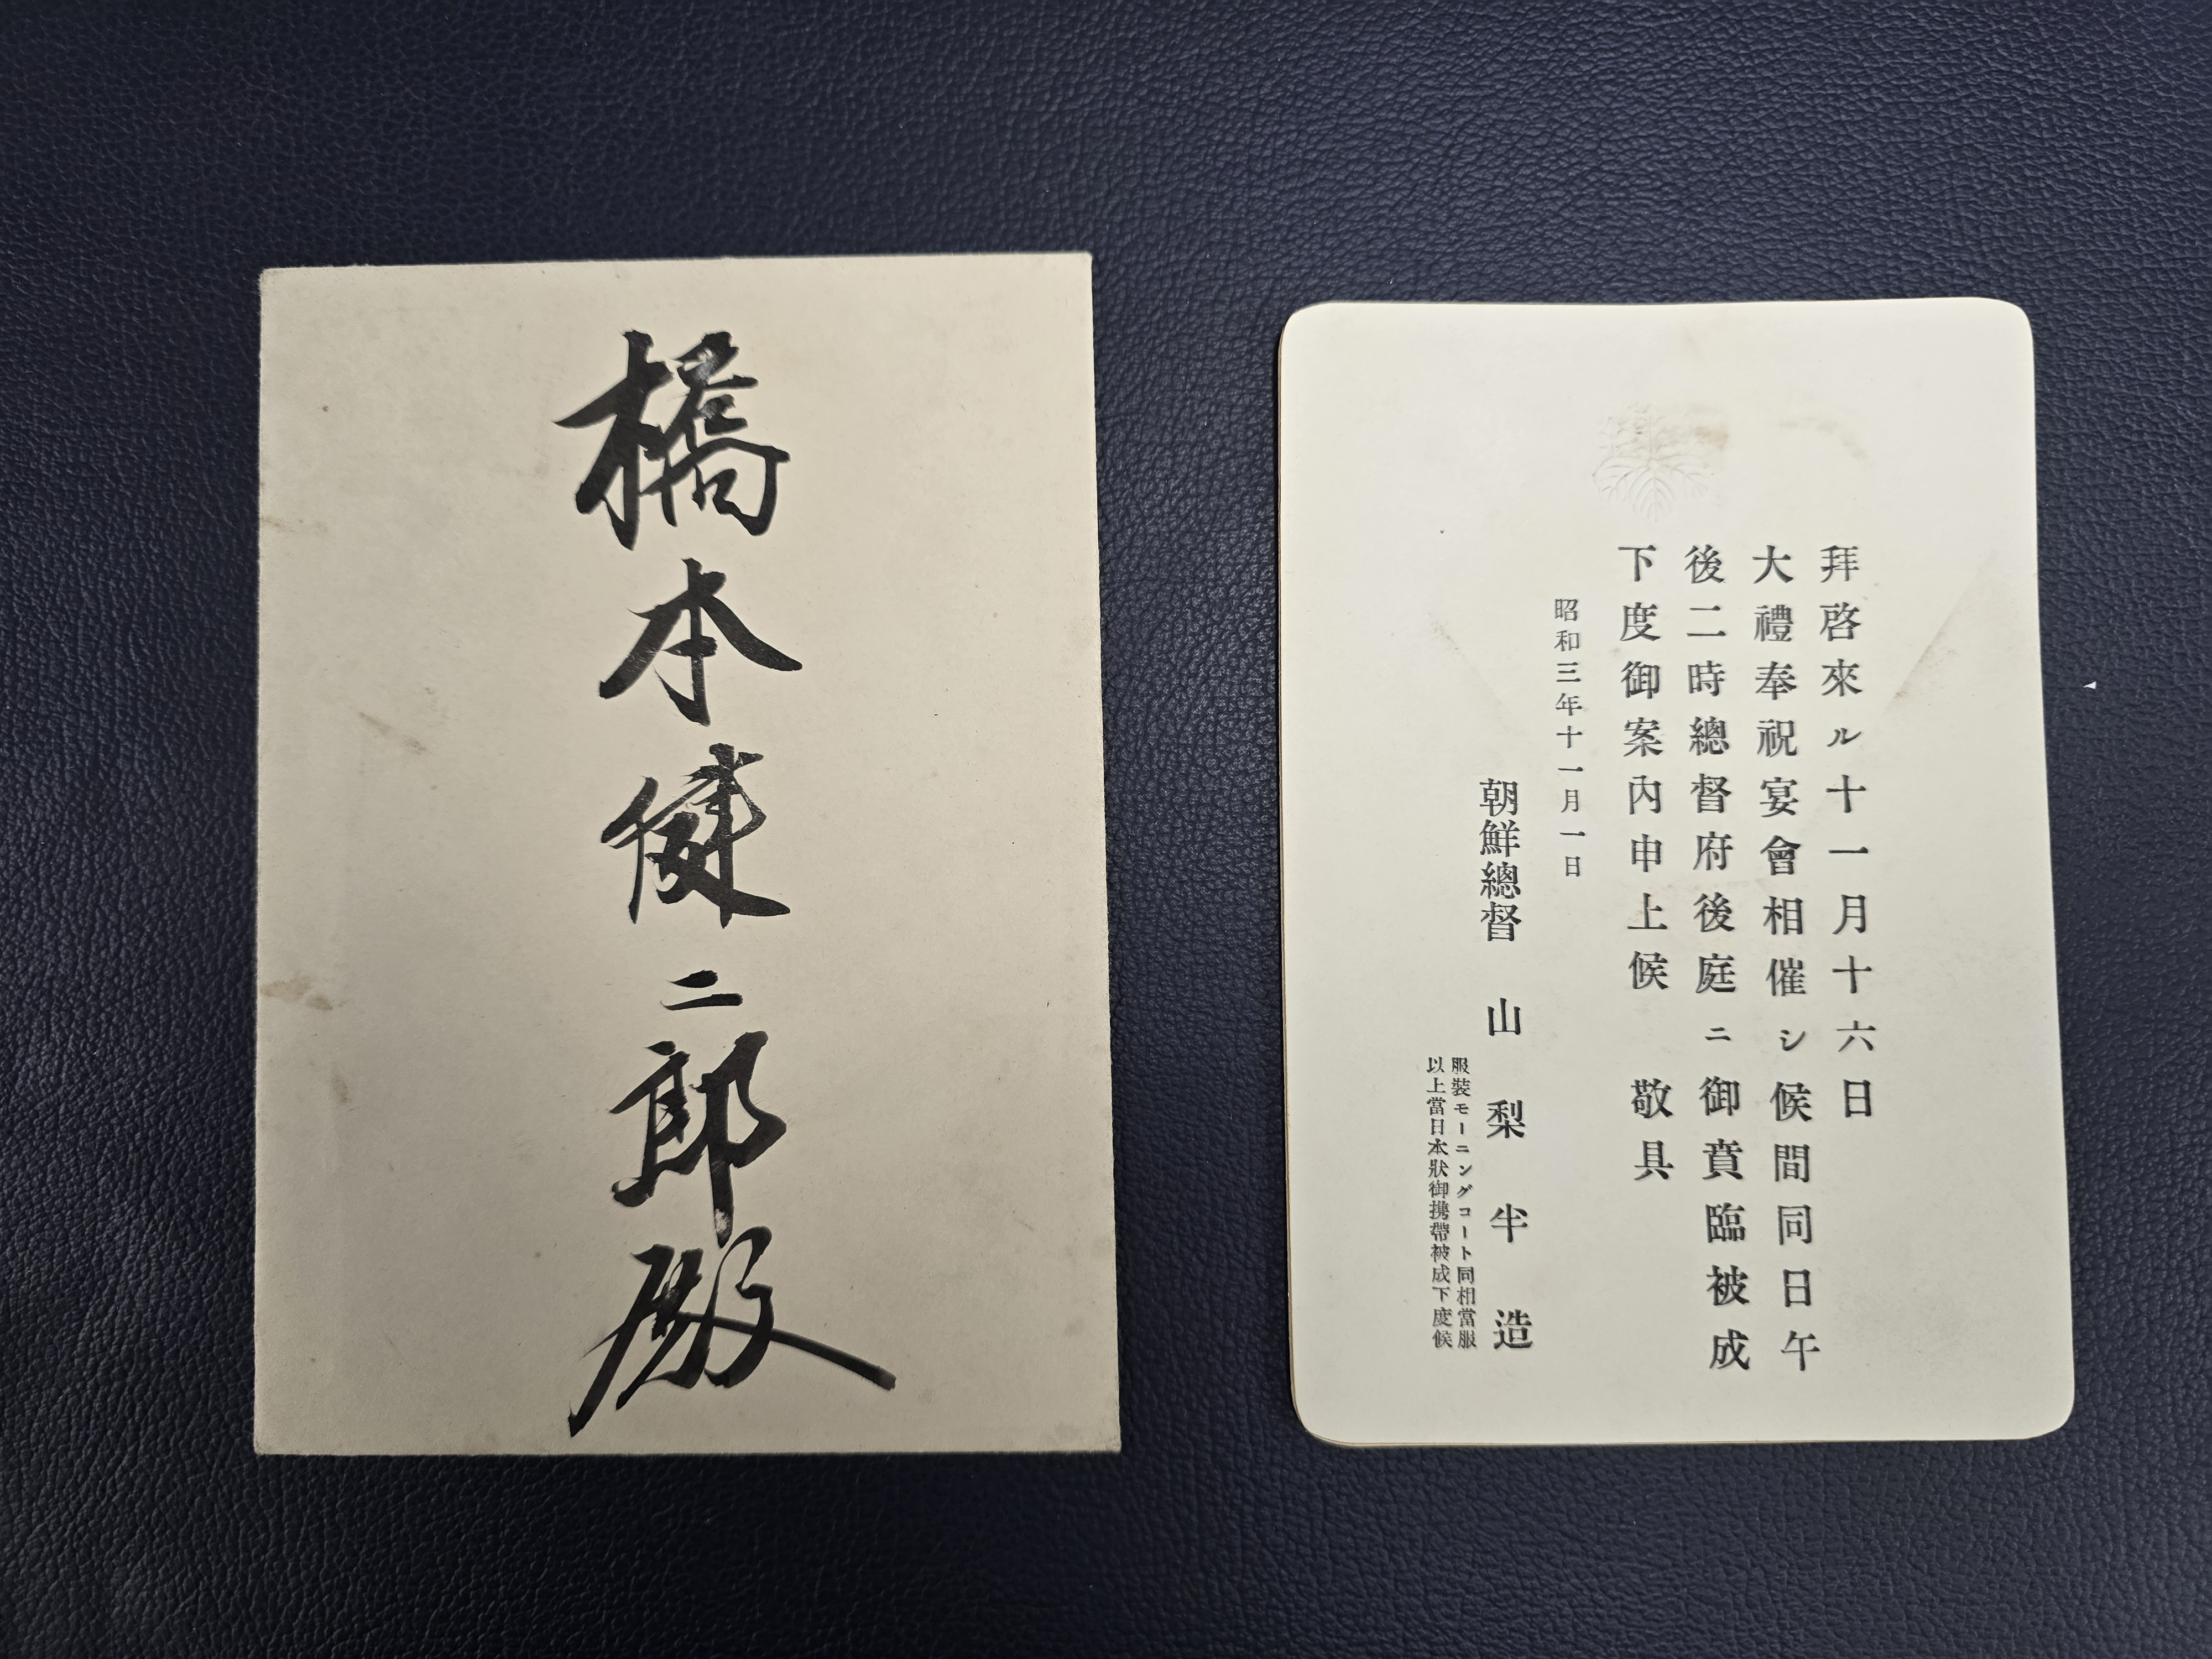 橋本健二郎殿
拜啓來ル十一月十六日
大禮奉祝宴會相催シ候間同日午
後二時總督府後庭ニ御賁臨被成
下度御案內申上候 敬具
昭和三年十一月一日
朝鮮總督 山梨半造
服裝モーニングコート同相當服
以上當日本狀御携帶被成下度候